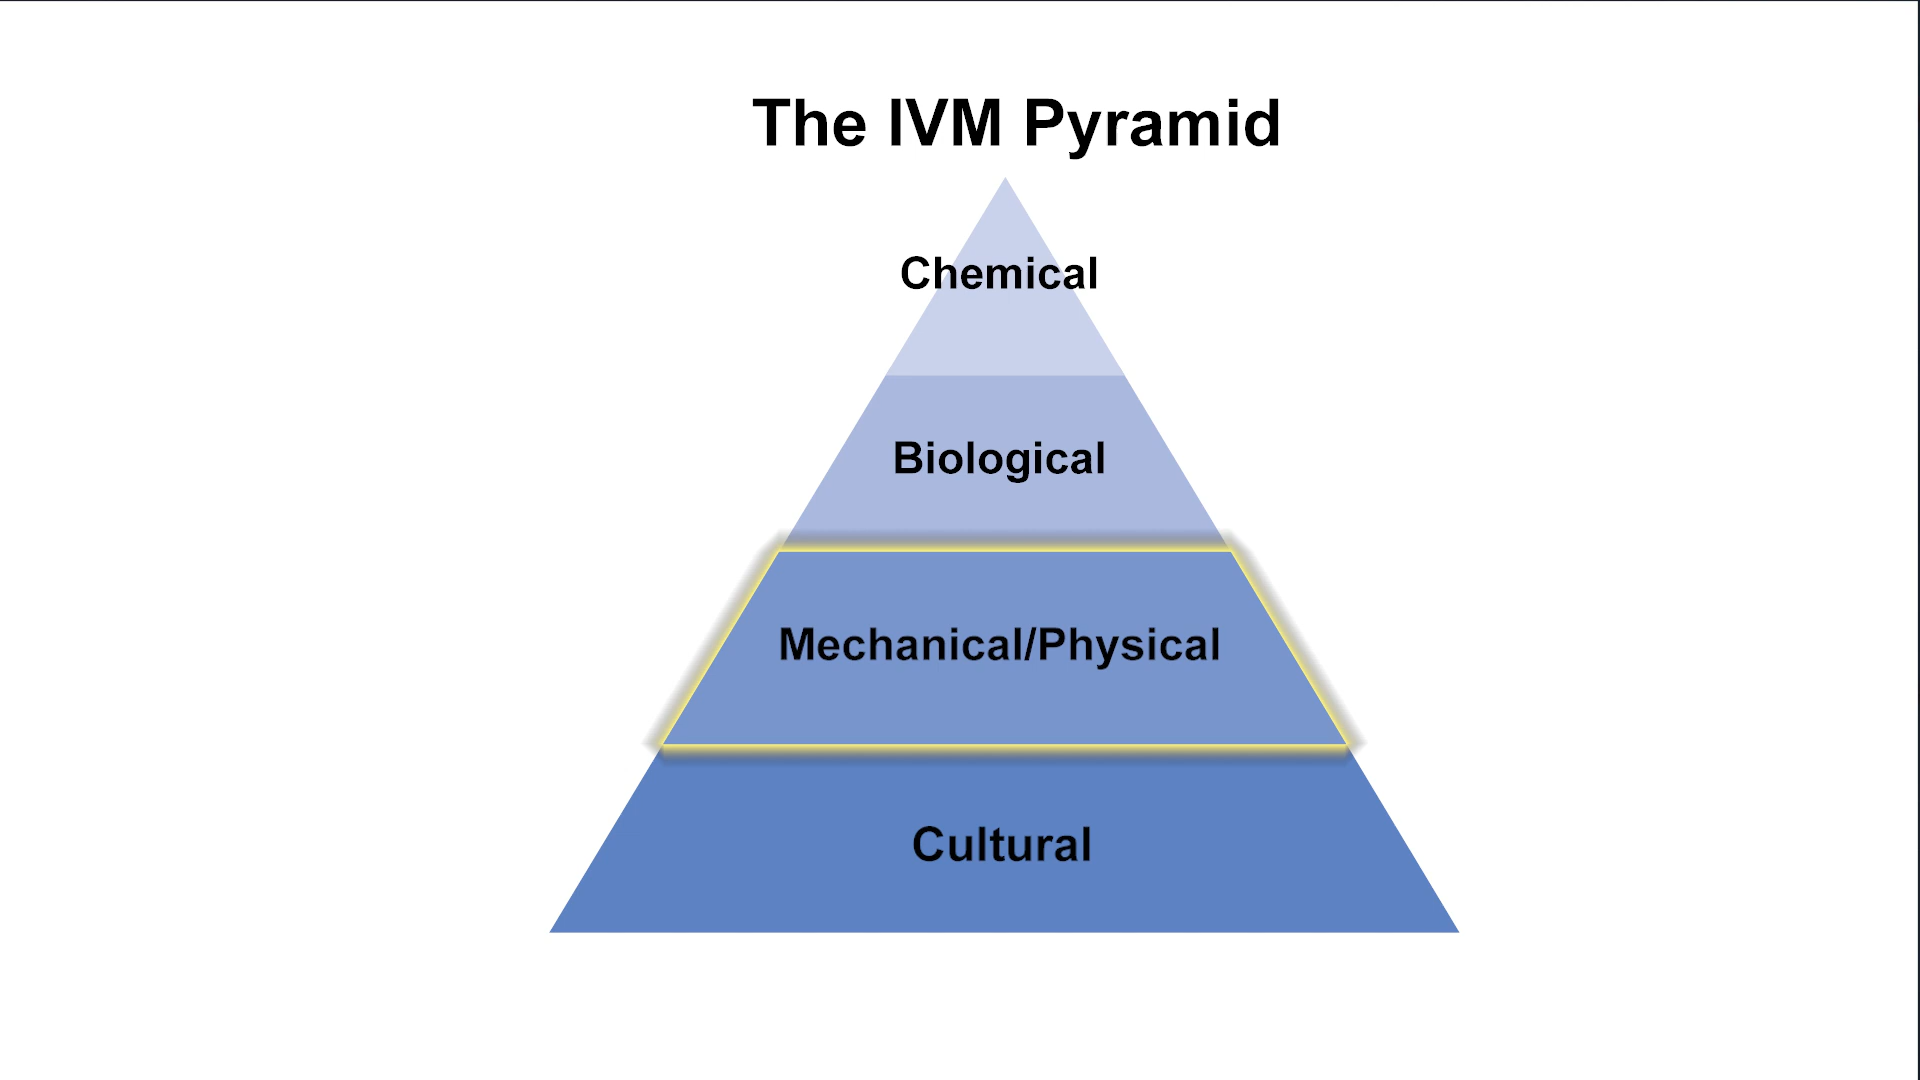 The IVM Pyramid
Chemical
Biological
Mechanical/Physical
Cultural